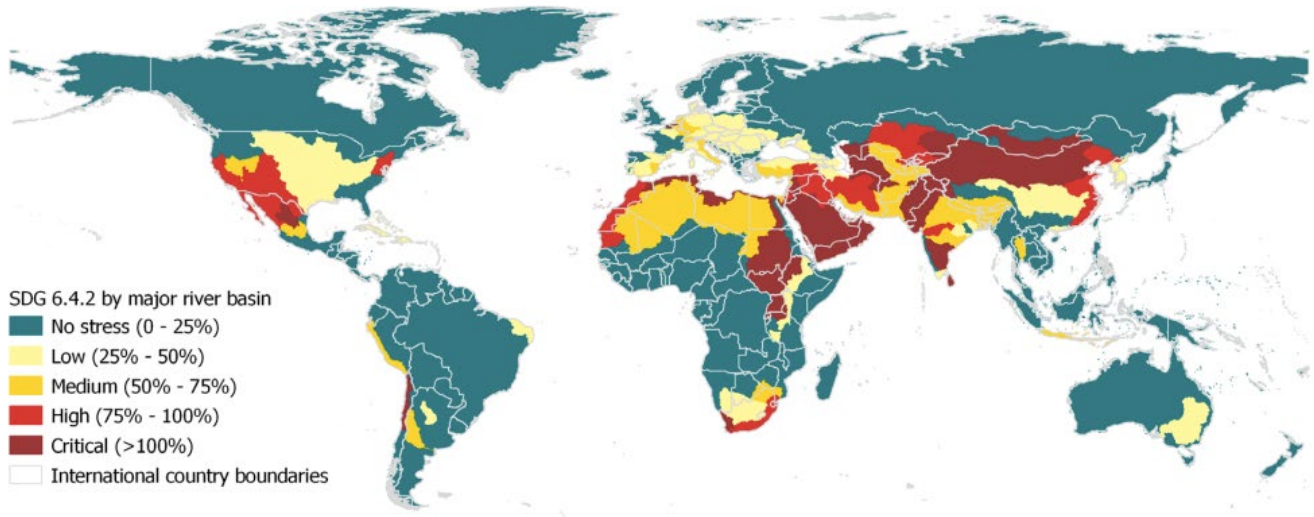 SDG 6.4.2 by major river basin
No stress (0 - 25%)
Low (25% - 50%)
Medium (50% - 75%)
High (75% - 100%)
Critical (>100%)
International country boundaries